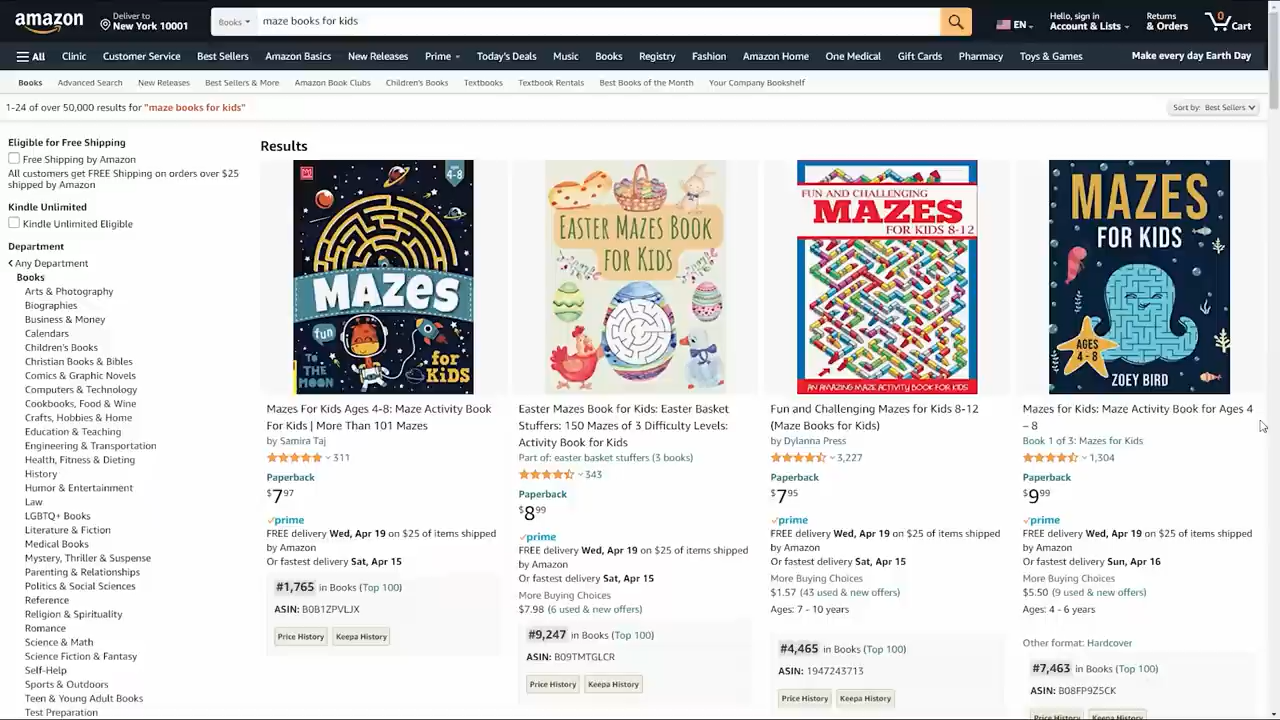 amazon
Deliver to
New York 10001
Books
maze books for kids
EN
Hello, sign in
Account & Lists
Returns
& Orders
0
Cart
All
Clinic
Customer Service
Best Sellers
Amazon Basics
New Releases
Prime
Today's Deals
Music
Books
Registry
Fashion
Amazon Home
One Medical
Gift Cards
Pharmacy
Toys & Games
Make every day Earth Day
Books
Advanced Search
New Releases
Best Sellers & More
Amazon Book Clubs
Children's Books
Textbooks
Textbook Rentals
Best Books of the Month
Your Company Bookshelf
1-24 of over 50,000 results for "maze books for kids"
Sort by: Best Sellers
Eligible for Free Shipping
Free Shipping by Amazon
All customers get FREE Shipping on orders over $25
shipped by Amazon
Kindle Unlimited
Kindle Unlimited Eligible
Department
Any Department
Books
Arts & Photography
Biographies
Business & Money
Calendars
Children's Books
Christian Books & Bibles
Comics & Graphic Novels
Computers & Technology
Cookbooks, Food & Wine
Crafts, Hobbies & Home
Education & Teaching
Engineering & Transportation
Health, Fitness & Dieting
History
Humor & Entertainment
Law
LGBTQ+ Books
Literature & Fiction
Medical Books
Mystery, Thriller & Suspense
Parenting & Relationships
Politics & Social Sciences
Reference
Religion & Spirituality
Romance
Science & Math
Science Fiction & Fantasy
Self-Help
Sports & Outdoors
Teen & Young Adult Books
Test Preparation
Results
4-8
MAZES
fun
TO
THE
MOON
for
KiDS
Mazes For Kids Ages 4-8: Maze Activity Book
For Kids | More Than 101 Mazes
by Samira Taj
311
Paperback
$7 97
prime
FREE delivery Wed, Apr 19 on $25 of items shipped
by Amazon
Or fastest delivery Sat, Apr 15
#1,765 in Books (Top 100)
ASIN: B0B1ZPVLJX
Price History
Keepa History
EASTER MAZES BOOK
FOR KIDS
Easter Mazes Book for Kids: Easter Basket
Stuffers: 150 Mazes of 3 Difficulty Levels:
Activity Book for Kids
Part of: easter basket stuffers (3 books)
343
Paperback
$8 99
prime
FREE delivery Wed, Apr 19 on $25 of items shipped
by Amazon
Or fastest delivery Sat, Apr 15
More Buying Choices
$7.98 (6 used & new offers)
#9,247 in Books (Top 100)
ASIN: B09TMTGLCR
Price History
Keepa History
FUN AND CHALLENGING
MAZES
FOR KIDS 8-12
AN AMAZING MAZE ACTIVITY BOOK FOR KIDS
Fun and Challenging Mazes for Kids 8-12
(Maze Books for Kids)
by Dylanna Press
3,227
Paperback
$7 95
prime
FREE delivery Wed, Apr 19 on $25 of items shipped
by Amazon
Or fastest delivery Sat, Apr 15
More Buying Choices
$1.57 (43 used & new offers)
Ages: 7 - 10 years
#4,465 in Books (Top 100)
ASIN: 1947243713
Price History
Keepa History
MAZES
FOR KIDS
AGES
4 - 8
ZOEY BIRD
Mazes for Kids: Maze Activity Book for Ages 4
– 8
Book 1 of 3: Mazes for Kids
1,304
Paperback
$9 99
prime
FREE delivery Wed, Apr 19 on $25 of items shipped
by Amazon
Or fastest delivery Sun, Apr 16
More Buying Choices
$5.50 (9 used & new offers)
Ages: 4 - 6 years
Other format: Hardcover
#7,463 in Books (Top 100)
ASIN: B08FP9Z5CK
Price History
Keepa History